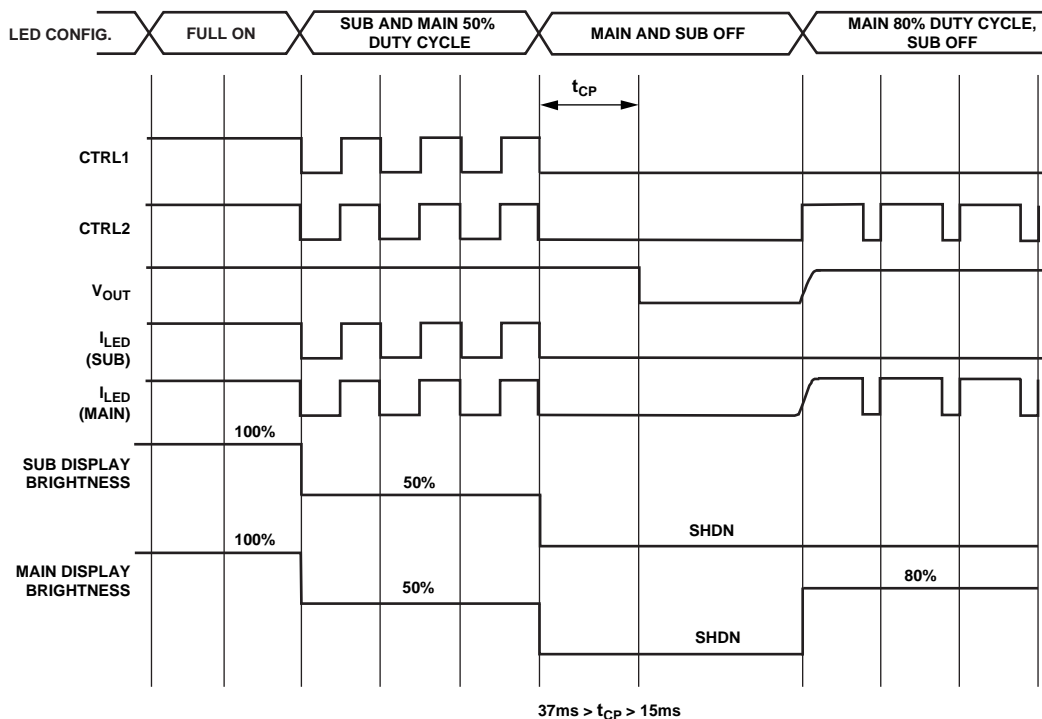 LED CONFIG.
FULL ON
SUB AND MAIN 50%
DUTY CYCLE
MAIN AND SUB OFF
MAIN 80% DUTY CYCLE,
SUB OFF
tCP
CTRL1
CTRL2
VOUT
ILED
(SUB)
ILED
(MAIN)
100%
SUB DISPLAY
BRIGHTNESS
50%
SHDN
100%
MAIN DISPLAY
BRIGHTNESS
50%
80%
SHDN
37ms > tCP > 15ms